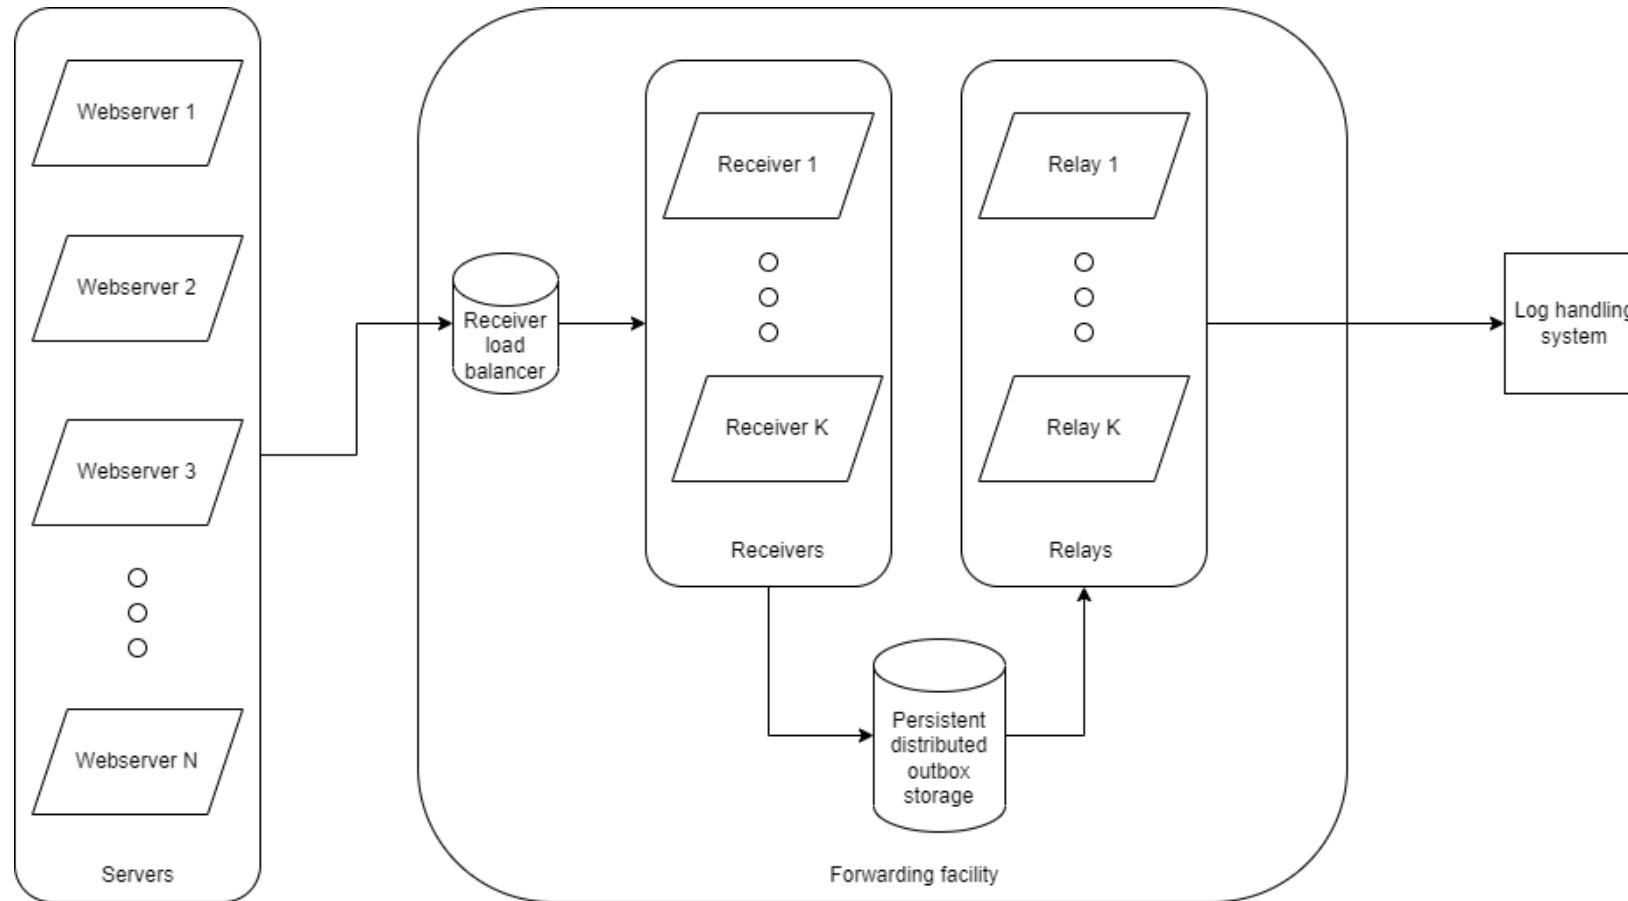 Webserver 1
Webserver 2
Webserver 3
Webserver N
Servers
Receiver
load
balancer
Receiver 1
Receiver K
Receivers
Relay 1
Relay K
Relays
Persistent
distributed
outbox
storage
Forwarding facility
Log handling
system